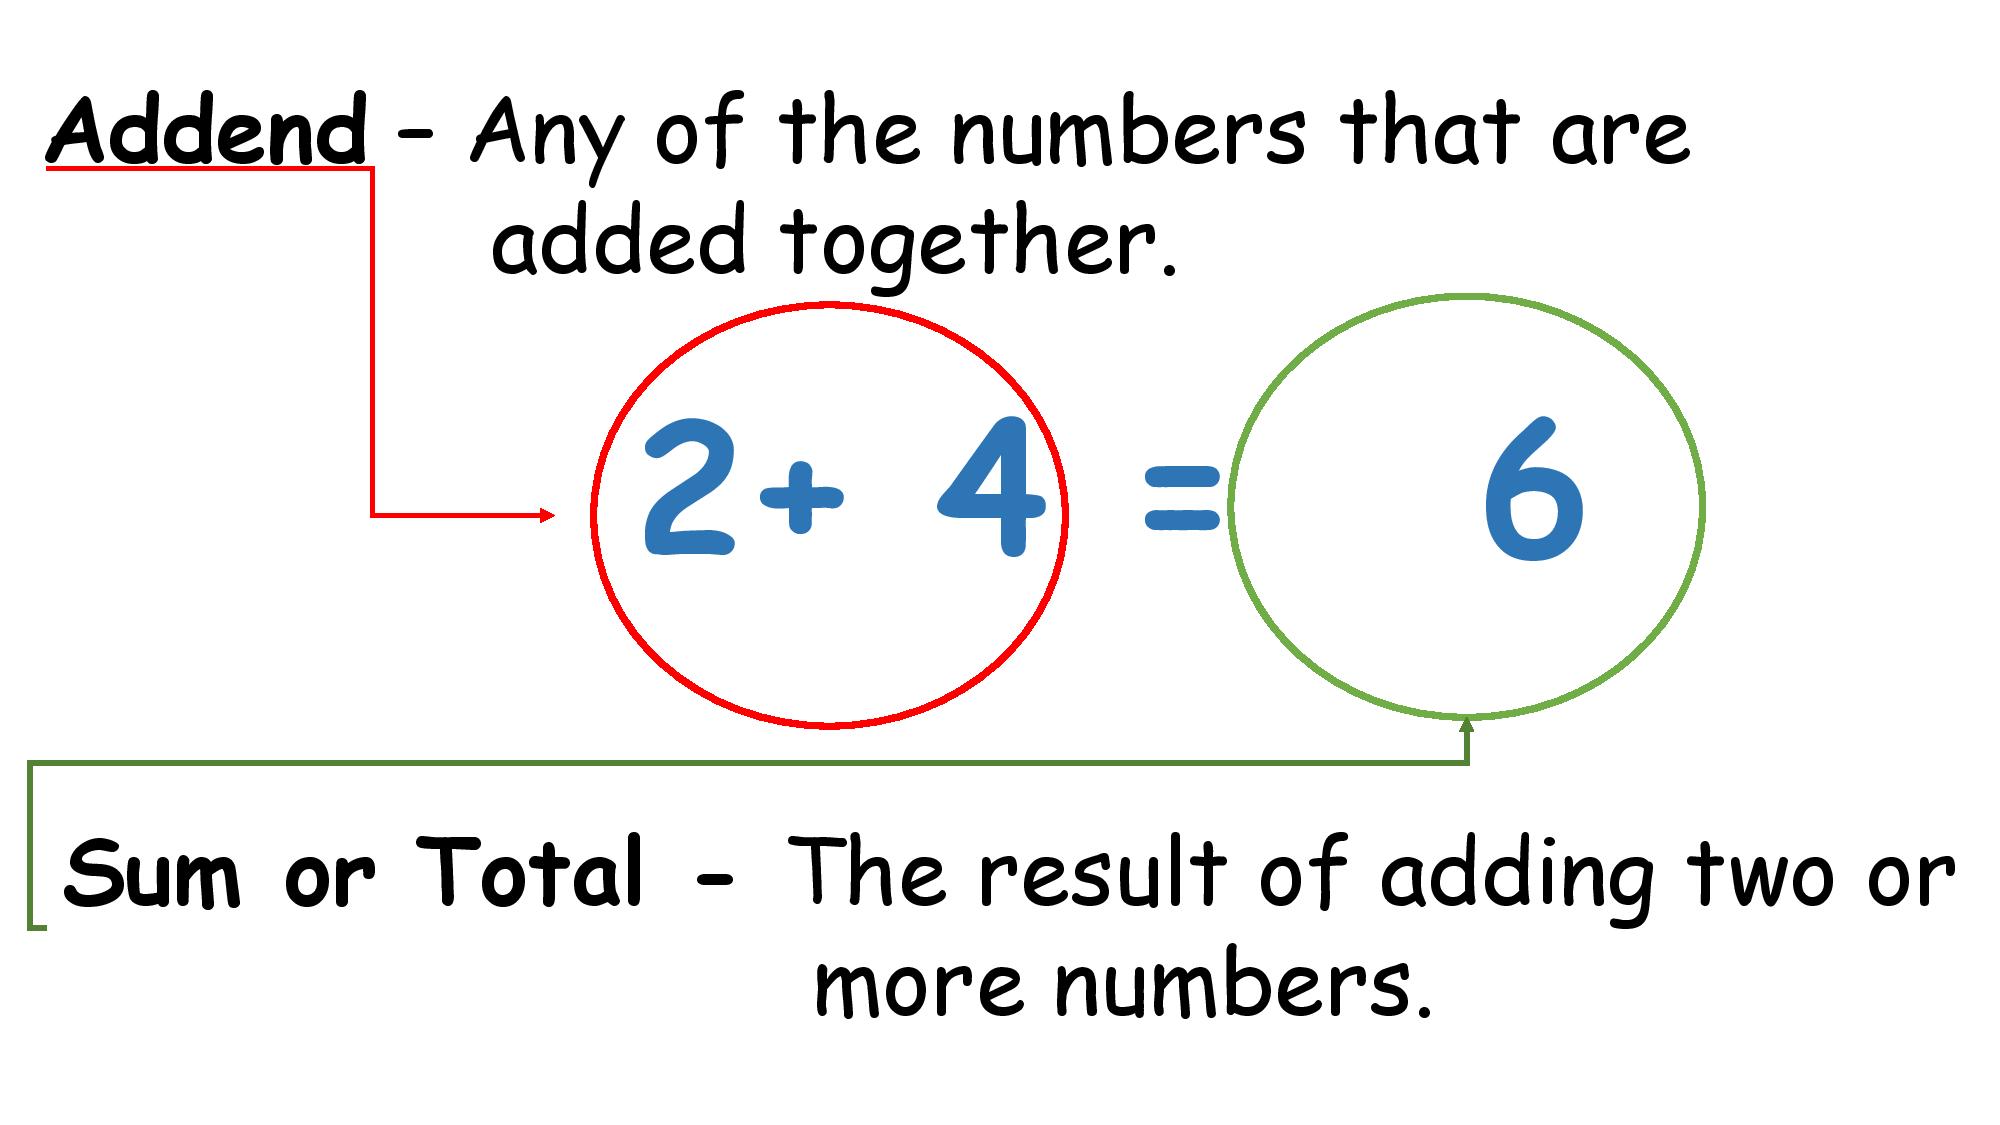 Addend – Any of the numbers that are
added together.
2+ 4 = 6
Sum or Total - The result of adding two or
more numbers.